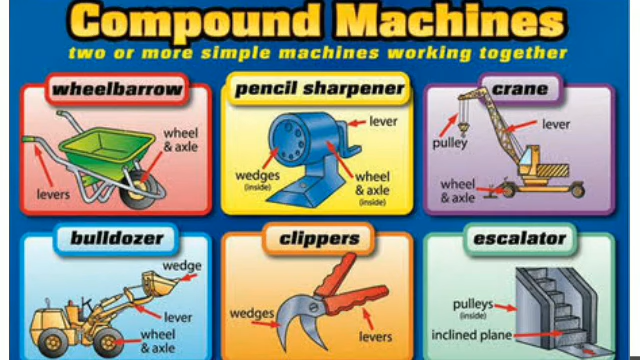 Compound Machines
two or more simple machines working together
wheelbarrow
wheel
& axle
levers
pencil sharpener
lever
wedges
(inside)
wheel
& axle
(inside)
crane
lever
pulley
wheel
& axle
bulldozer
wedge
lever
wheel
& axle
clippers
wedges
levers
escalator
pulleys
(inside)
inclined plane